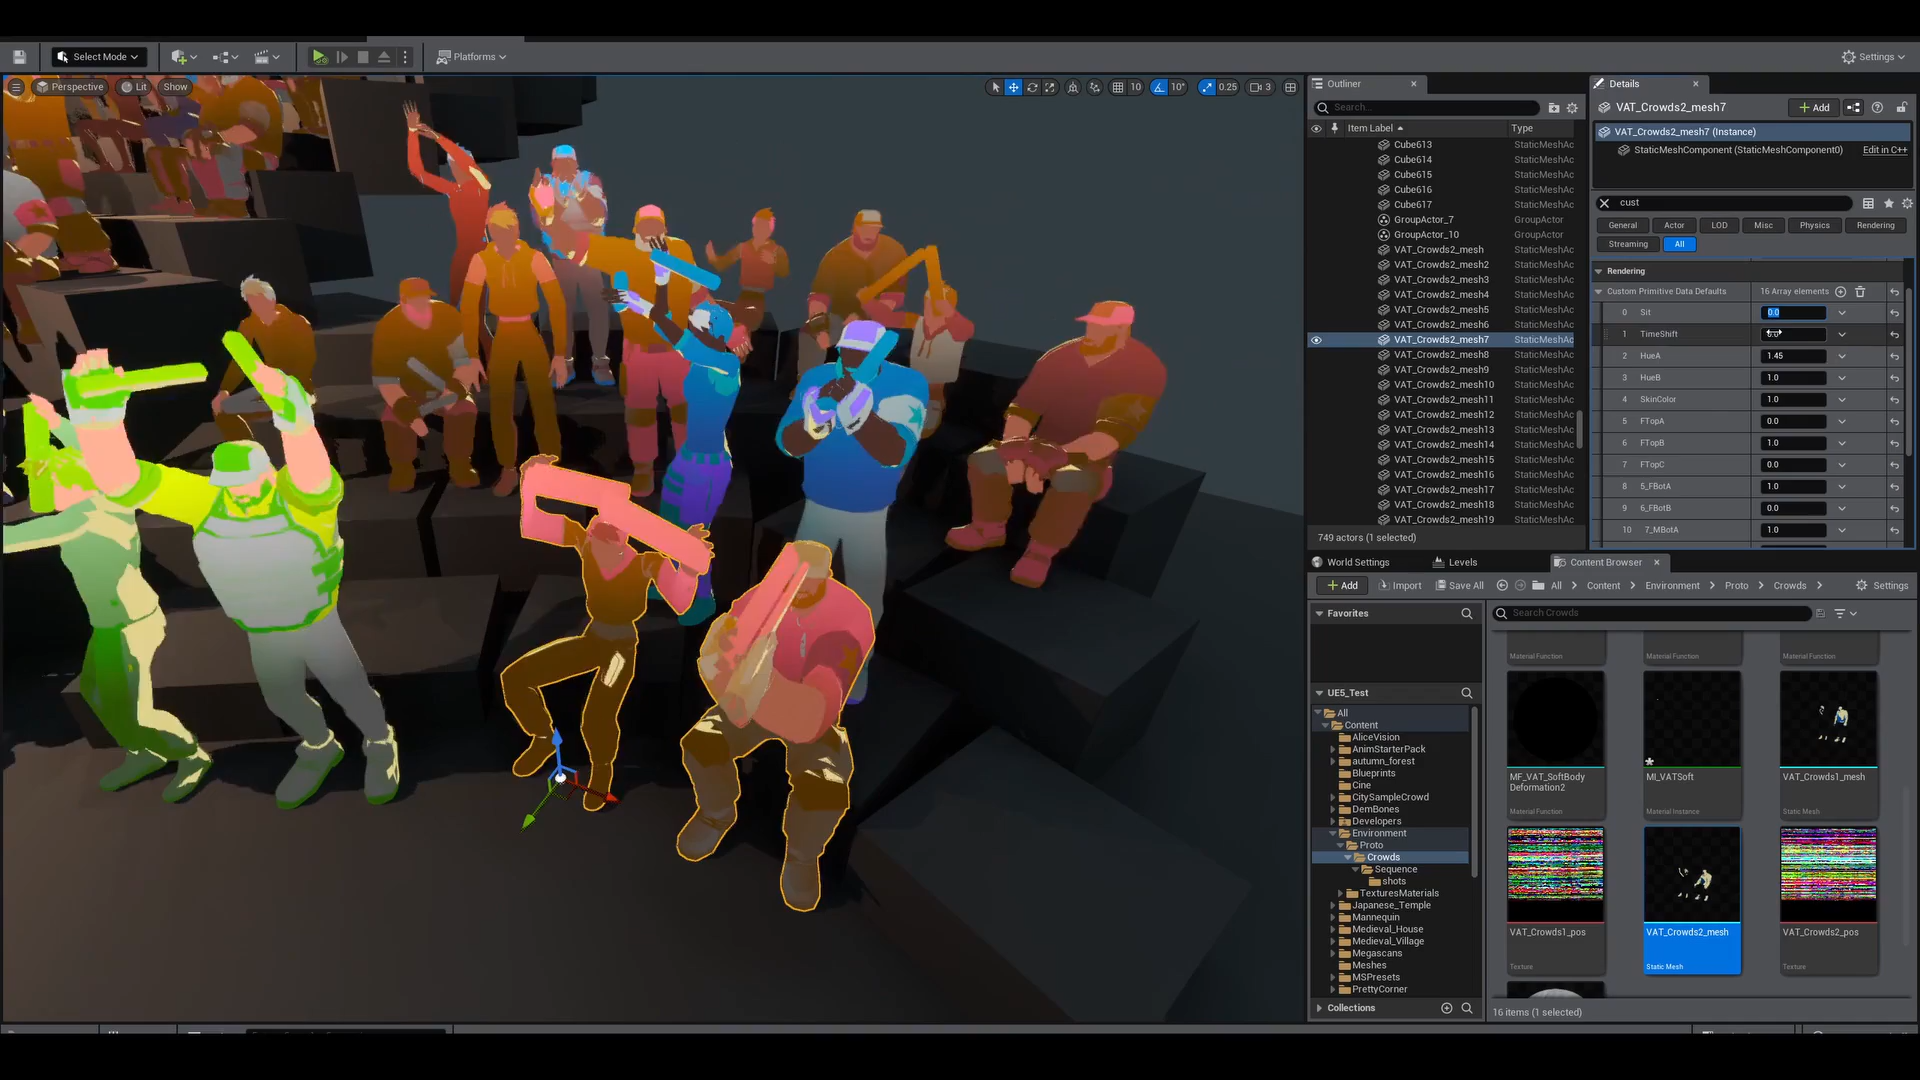 Select Mode
Platforms
Settings
Perspective
Lit
Show
10
10°
0.25
3
Outliner
Search...
Item Label
Type
Cube613 StaticMeshAc
Cube614 StaticMeshAc
Cube615 StaticMeshAc
Cube616 StaticMeshAc
Cube617 StaticMeshAc
GroupActor_7 GroupActor
GroupActor_10 GroupActor
VAT_Crowds2_mesh StaticMeshAc
VAT_Crowds2_mesh2 StaticMeshAc
VAT_Crowds2_mesh3 StaticMeshAc
VAT_Crowds2_mesh4 StaticMeshAc
VAT_Crowds2_mesh5 StaticMeshAc
VAT_Crowds2_mesh6 StaticMeshAc
VAT_Crowds2_mesh7 StaticMeshAc
VAT_Crowds2_mesh8 StaticMeshAc
VAT_Crowds2_mesh9 StaticMeshAc
VAT_Crowds2_mesh10 StaticMeshAc
VAT_Crowds2_mesh11 StaticMeshAc
VAT_Crowds2_mesh12 StaticMeshAc
VAT_Crowds2_mesh13 StaticMeshAc
VAT_Crowds2_mesh14 StaticMeshAc
VAT_Crowds2_mesh15 StaticMeshAc
VAT_Crowds2_mesh16 StaticMeshAc
VAT_Crowds2_mesh17 StaticMeshAc
VAT_Crowds2_mesh18 StaticMeshAc
VAT_Crowds2_mesh19 StaticMeshAc
749 actors (1 selected)
Details
VAT_Crowds2_mesh7
Add
VAT_Crowds2_mesh7 (Instance)
StaticMeshComponent (StaticMeshComponent0) Edit in C++
cust
General Actor LOD Misc Physics Rendering
Streaming All
Rendering
Custom Primitive Data Defaults 16 Array elements
0 Sit 0.0
1 TimeShift
2 HueA 1.45
3 HueB 1.0
4 SkinColor 1.0
5 FTopA 0.0
6 FTopB 1.0
7 FTopC 0.0
8 5_FBotA 1.0
9 6_FBotB 0.0
10 7_MBotA 1.0
World Settings
Levels
Content Browser
Add
Import
Save All
All
Content
Environment
Proto
Crowds
Settings
Favorites
Search Crowds
UE5_Test
All
Content
AliceVision
AnimStarterPack
autumn_forest
Blueprints
Cine
CitySampleCrowd
DemBones
Developers
Environment
Proto
Crowds
Sequence
shots
TexturesMaterials
Japanese_Temple
Mannequin
Medieval_House
Medieval_Village
Megascans
Meshes
MSPresets
PrettyCorner
Collections
Material Function
Material Function
Material Function
MF_VAT_SoftBody
Deformation2
Material Function
MI_VATSoft
Material Instance
VAT_Crowds1_mesh
Static Mesh
VAT_Crowds1_pos
Texture
VAT_Crowds2_mesh
Static Mesh
VAT_Crowds2_pos
Texture
16 items (1 selected)